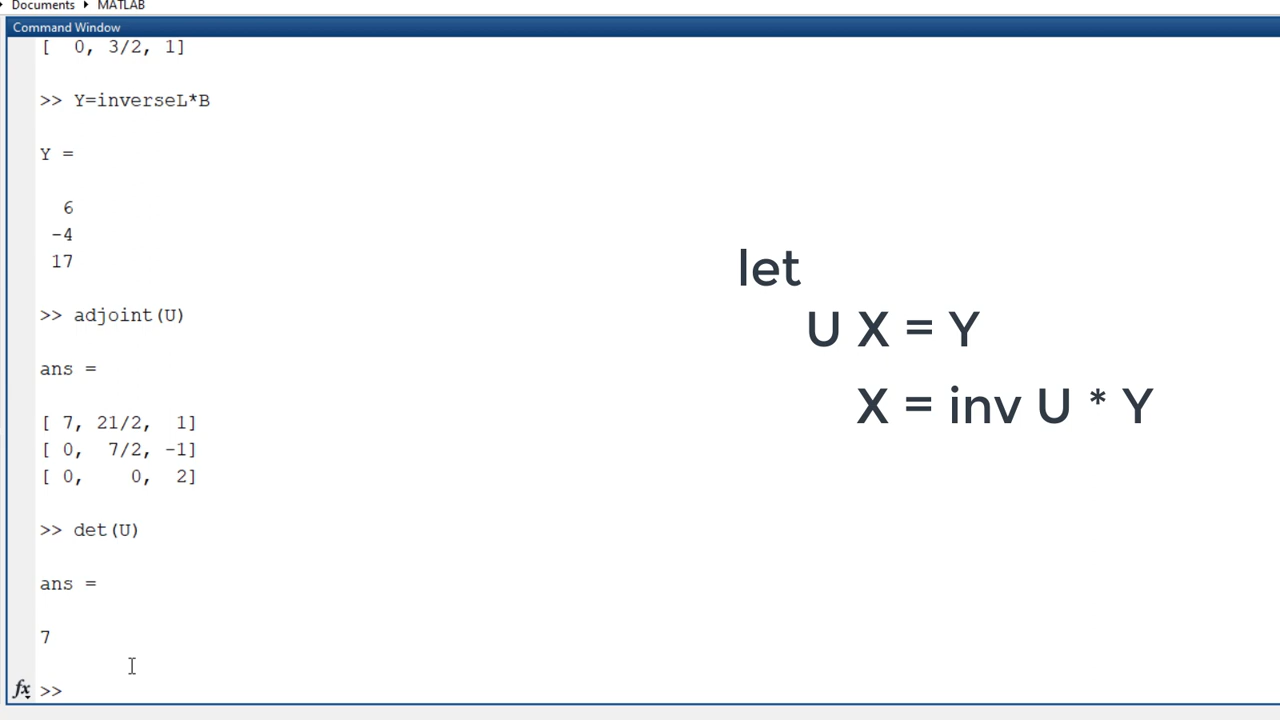 Documents ▸ MATLAB
Command Window
[ 0, 3/2, 1]
>> Y=inverseL*B
Y =
6
-4
17
>> adjoint(U)
ans =
[ 7, 21/2, 1]
[ 0, 7/2, -1]
[ 0, 0, 2]
>> det(U)
ans =
7
fx >>
let
U X = Y
X = inv U * Y